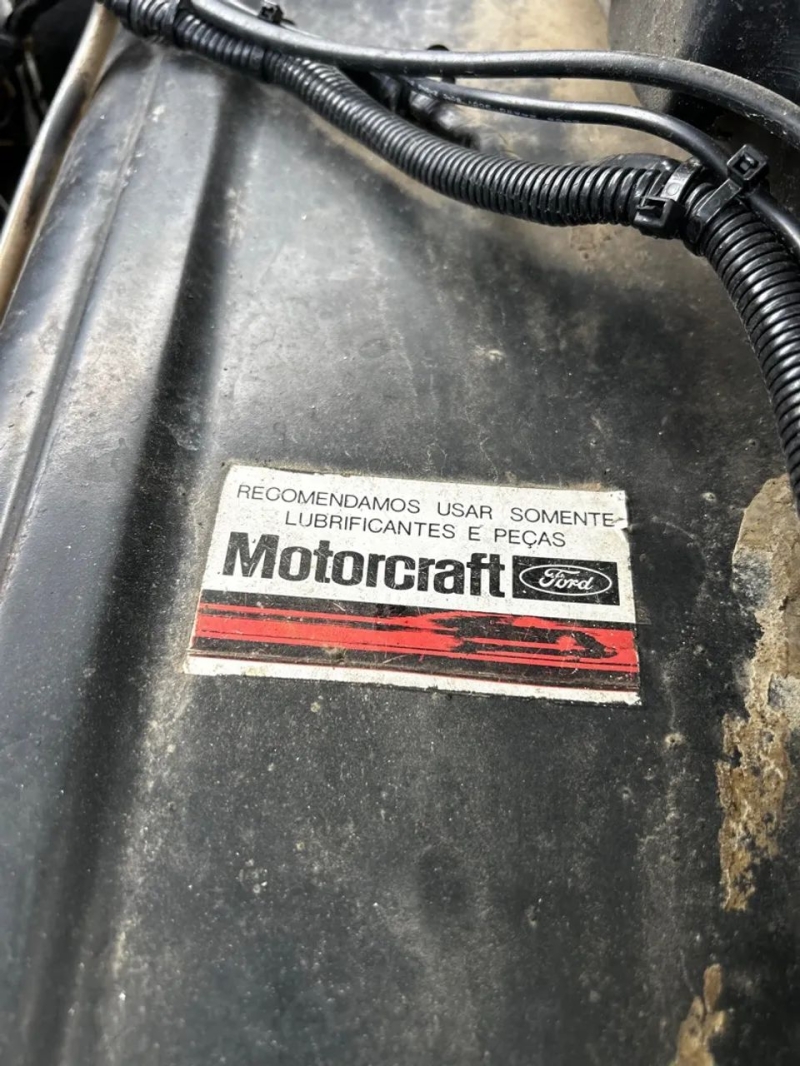 RECOMENDAMOS USAR SOMENTE
LUBRIFICANTES E PEÇAS
Motorcraft Ford